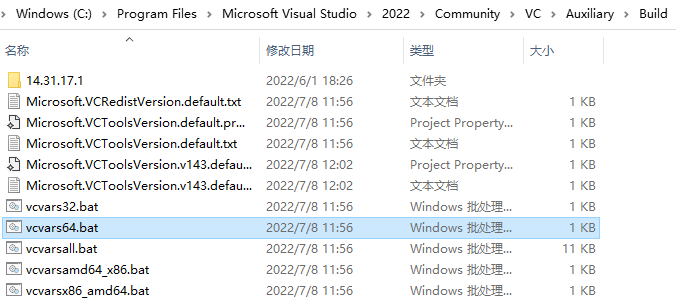 Windows (C:) > Program Files > Microsoft Visual Studio > 2022 > Community > VC > Auxiliary > Build
名称 修改日期 类型 大小
14.31.17.1 2022/6/1 18:26 文件夹
Microsoft.VCRedistVersion.default.txt 2022/7/8 11:56 文本文档 1 KB
Microsoft.VCToolsVersion.default.pr... 2022/7/8 11:56 Project Property... 1 KB
Microsoft.VCToolsVersion.default.txt 2022/7/8 11:56 文本文档 1 KB
Microsoft.VCToolsVersion.v143.defau... 2022/7/8 12:02 Project Property... 1 KB
Microsoft.VCToolsVersion.v143.defau... 2022/7/8 12:02 文本文档 1 KB
vcvars32.bat 2022/7/8 11:56 Windows 批处理... 1 KB
vcvars64.bat 2022/7/8 11:56 Windows 批处理... 1 KB
vcvarsall.bat 2022/7/8 11:56 Windows 批处理... 11 KB
vcvarsamd64_x86.bat 2022/7/8 11:56 Windows 批处理... 1 KB
vcvarsx86_amd64.bat 2022/7/8 11:56 Windows 批处理... 1 KB